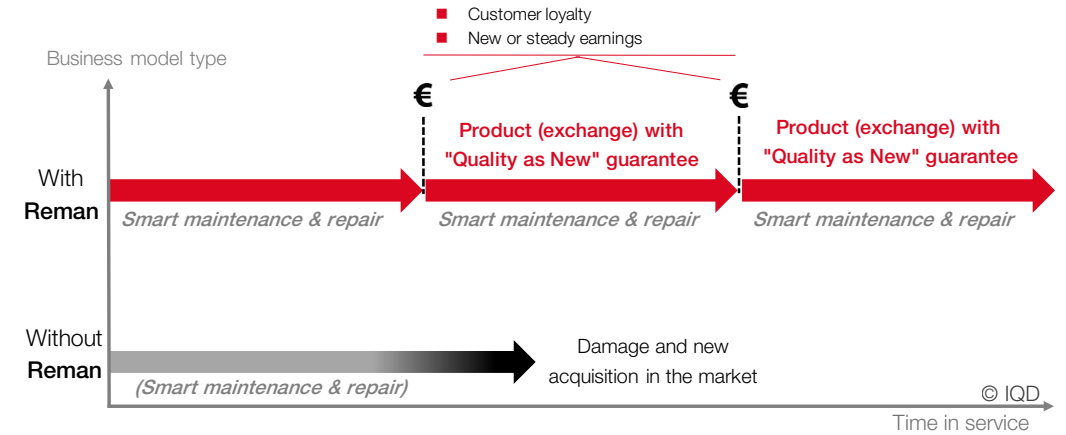 Customer loyalty
New or steady earnings
Business model type
€
€
Product (exchange) with
"Quality as New" guarantee
Product (exchange) with
"Quality as New" guarantee
With
Reman
Smart maintenance & repair
Smart maintenance & repair
Smart maintenance & repair
Without
Reman
(Smart maintenance & repair)
Damage and new
acquisition in the market
© IQD
Time in service